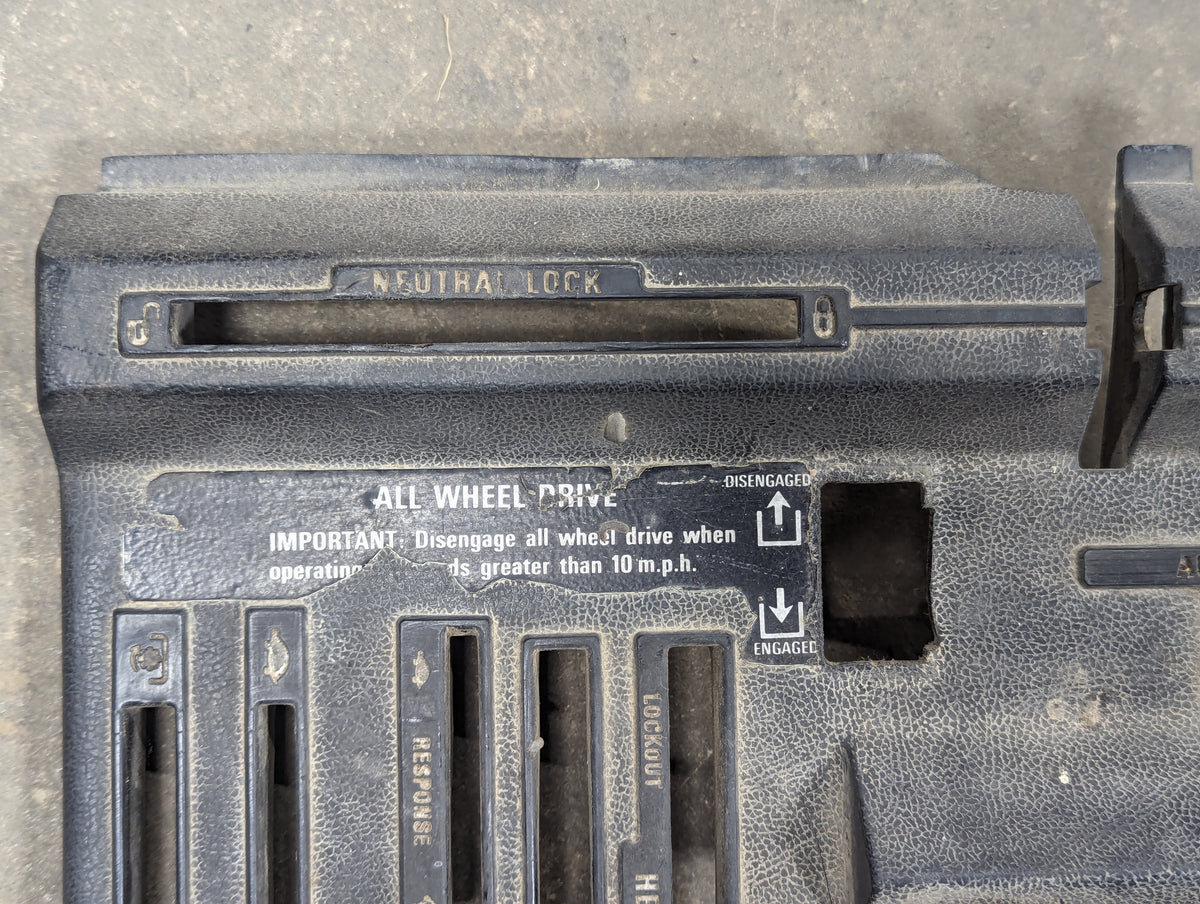 NEUTRAL LOCK
ALL WHEEL DRIVE
DISENGAGED
IMPORTANT: Disengage all wheel drive when
operating ds greater than 10 m.p.h.
ENGAGED
RESPONSE
LOCKOUT